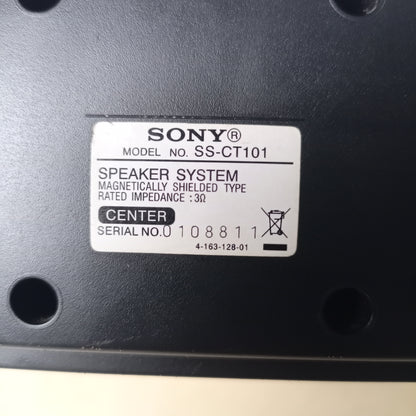 SONY®
MODEL NO. SS-CT101
SPEAKER SYSTEM
MAGNETICALLY SHIELDED TYPE
RATED IMPEDANCE :3Ω
CENTER
SERIAL NO. 0108811
4-163-128-01